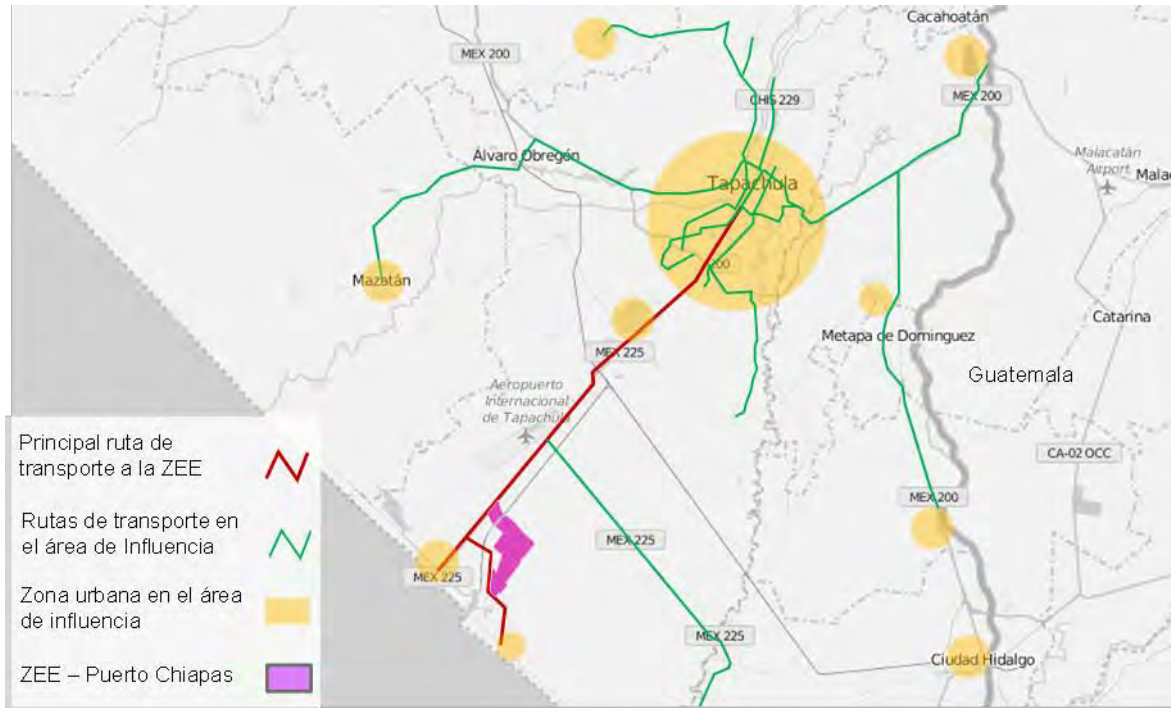 Cacahoatán
MEX 200
MEX 200
CHIS 229
Malacatán
Airport
Álvaro Obregón
Tapachula
Malac
200
Mazatán
Catarina
Metapa de Dominguez
MEX 225
Guatemala
Aeropuerto
Internacional
de Tapachula
Principal ruta de
transporte a la ZEE
CA-02 OCC
MEX 200
Rutas de transporte en
el área de Influencia
MEX 225
MEX 225
Zona urbana en el área
de influencia
MEX 225
Ciudad Hidalgo
ZEE – Puerto Chiapas